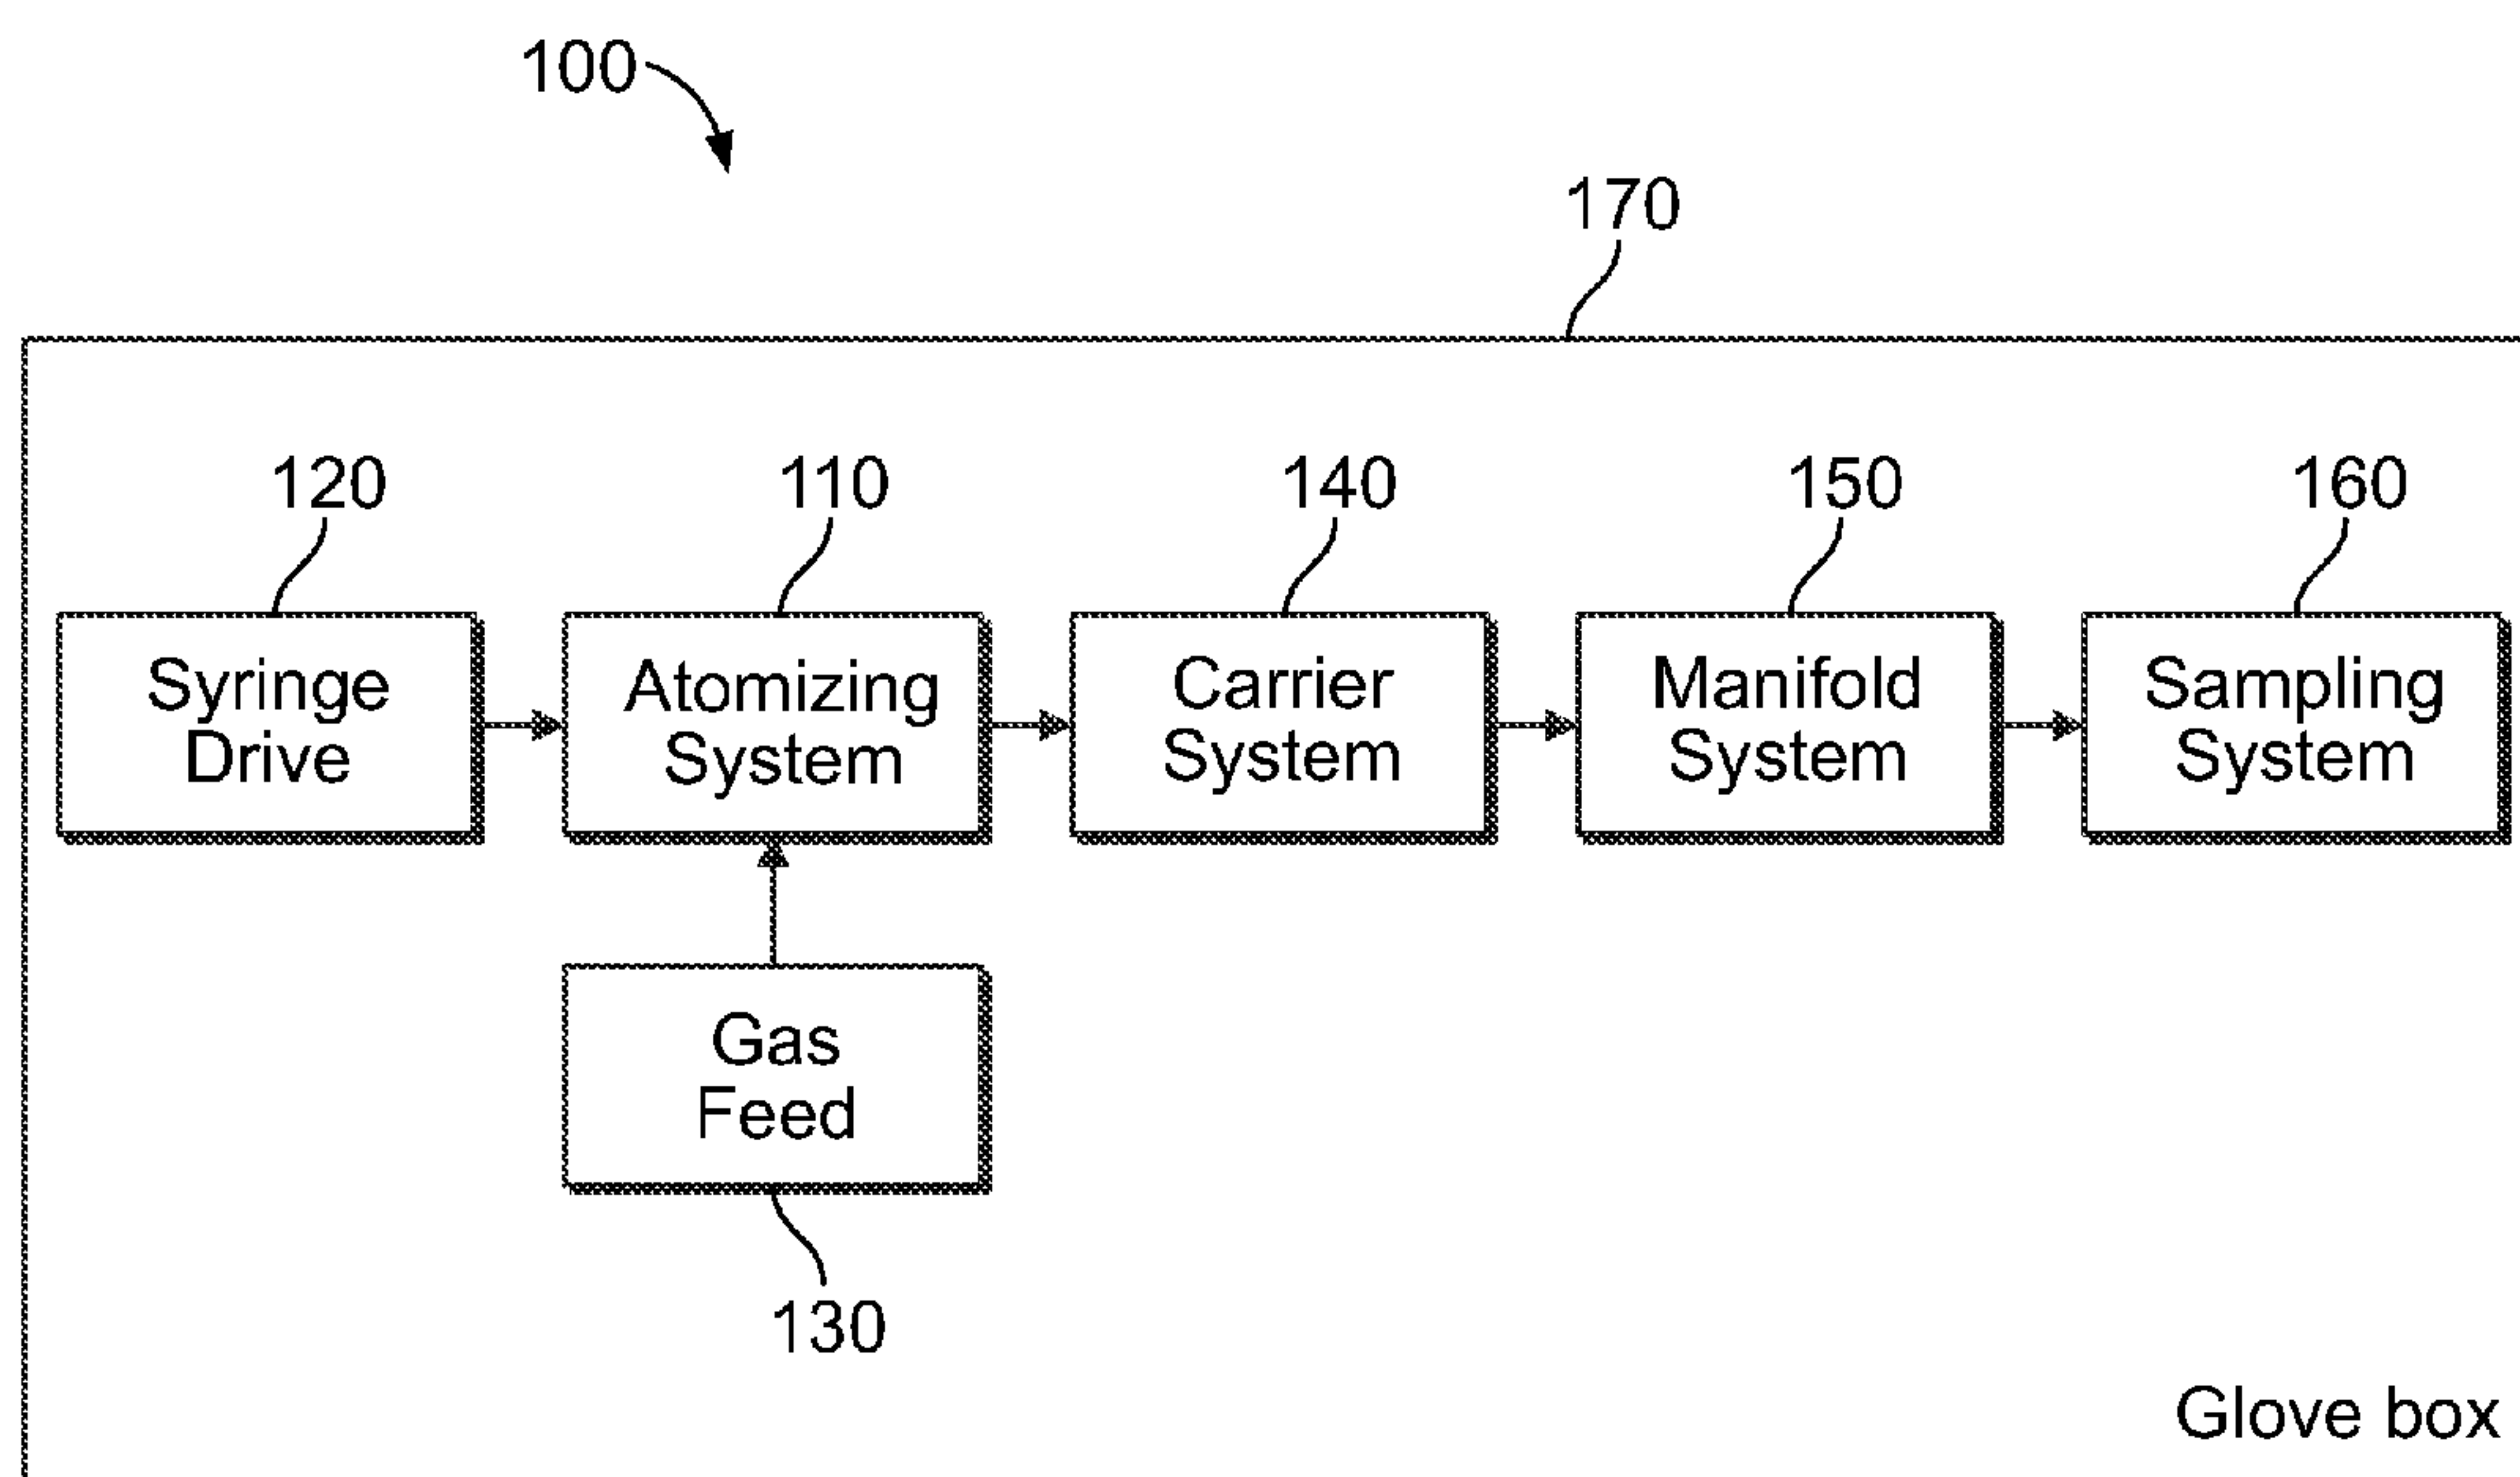 100
170
120
110
140
150
160
Syringe
Drive
Atomizing
System
Carrier
System
Manifold
System
Sampling
System
Gas
Feed
130
Glove box